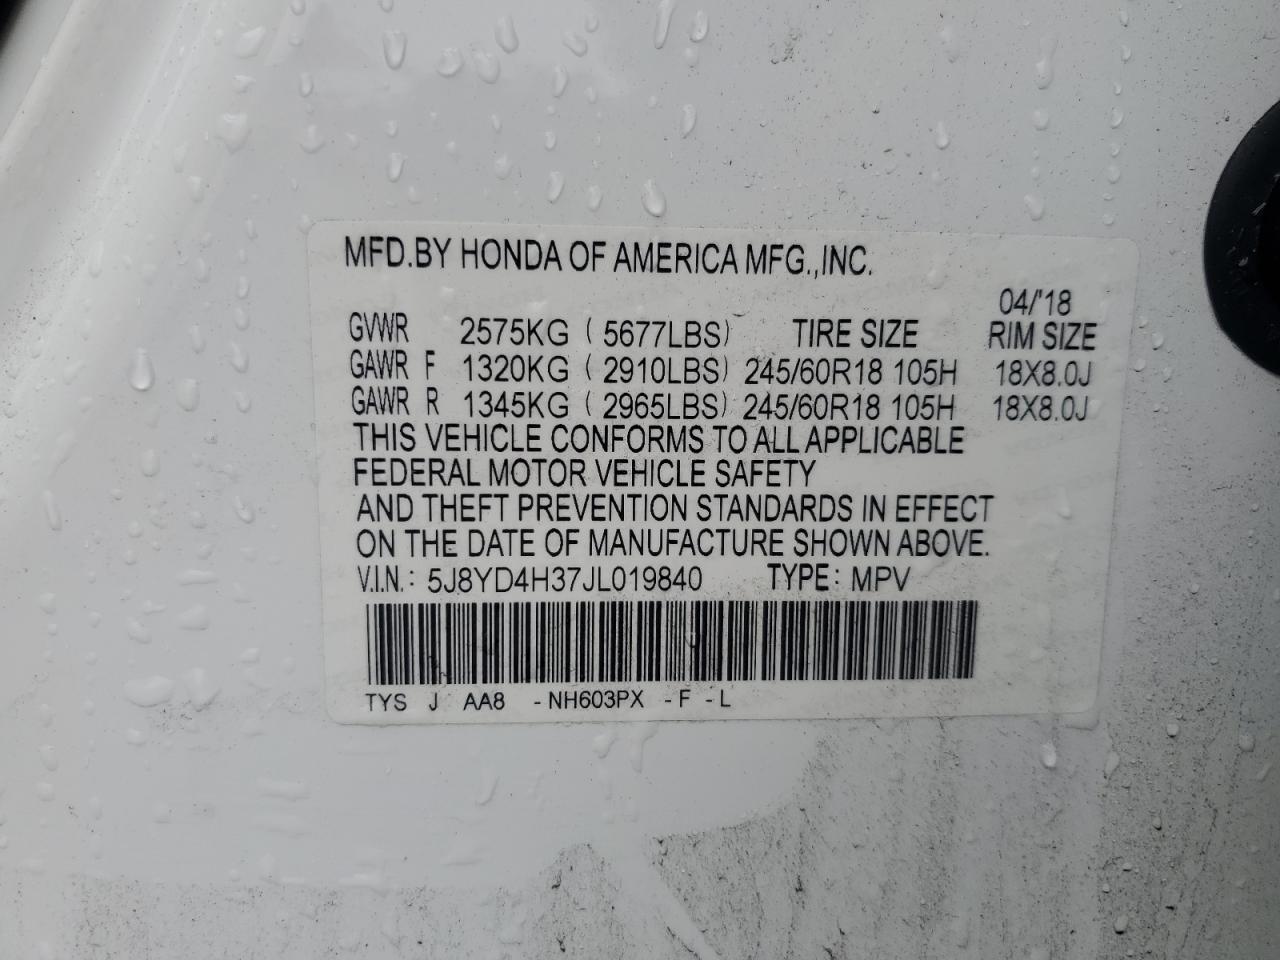 MFD.BY HONDA OF AMERICA MFG.,INC.
04/'18
GVWR 2575KG ( 5677LBS) TIRE SIZE RIM SIZE
GAWR F 1320KG ( 2910LBS) 245/60R18 105H 18X8.0J
GAWR R 1345KG ( 2965LBS) 245/60R18 105H 18X8.0J
THIS VEHICLE CONFORMS TO ALL APPLICABLE
FEDERAL MOTOR VEHICLE SAFETY
AND THEFT PREVENTION STANDARDS IN EFFECT
ON THE DATE OF MANUFACTURE SHOWN ABOVE.
V.I.N.: 5J8YD4H37JL019840 TYPE: MPV
TYS J AA8 -NH603PX -F -L